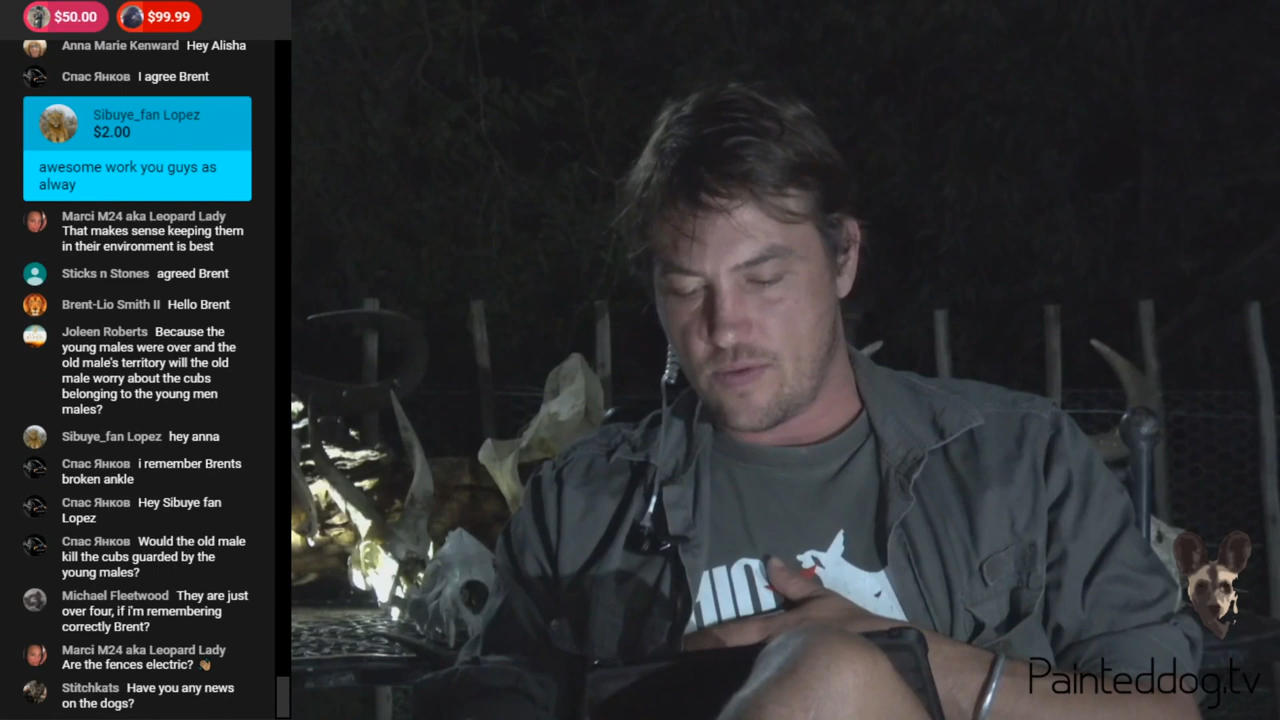 $50.00
$99.99
Anna Marie Kenward Hey Alisha
Спас Янков I agree Brent
Sibuye_fan Lopez
$2.00
awesome work you guys as
alway
Marci M24 aka Leopard Lady
That makes sense keeping them
in their environment is best
Sticks n Stones agreed Brent
Brent-Lio Smith II Hello Brent
Joleen Roberts Because the
young males were over and the
old male's territory will the old
male worry about the cubs
belonging to the young men
males?
Sibuye_fan Lopez hey anna
Спас Янков i remember Brents
broken ankle
Спас Янков Hey Sibuye fan
Lopez
Спас Янков Would the old male
kill the cubs guarded by the
young males?
Michael Fleetwood They are just
over four, if i'm remembering
correctly Brent?
Marci M24 aka Leopard Lady
Are the fences electric? 👋🏽
Stitchkats Have you any news
on the dogs?
Painteddog.tv